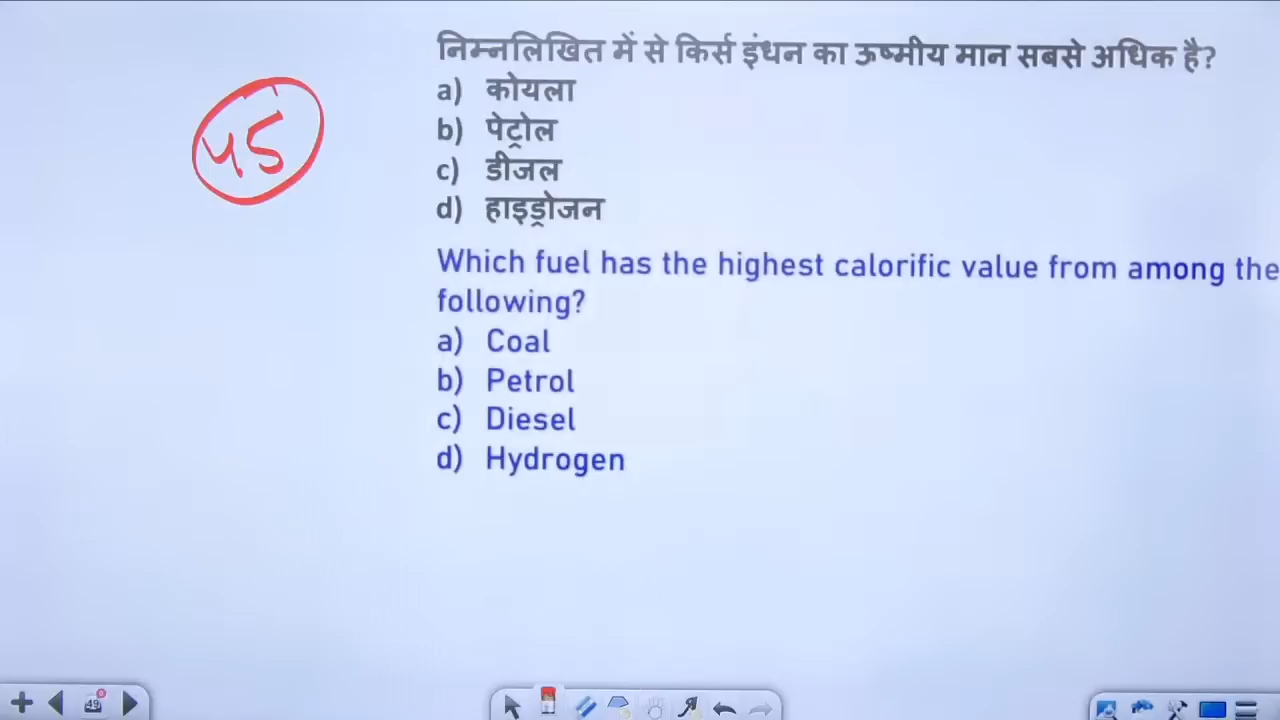 45
निम्नलिखित में से किर्स इंधन का ऊष्मीय मान सबसे अधिक है?
a) कोयला
b) पेट्रोल
c) डीजल
d) हाइड्रोजन
Which fuel has the highest calorific value from among the
following?
a) Coal
b) Petrol
c) Diesel
d) Hydrogen
49